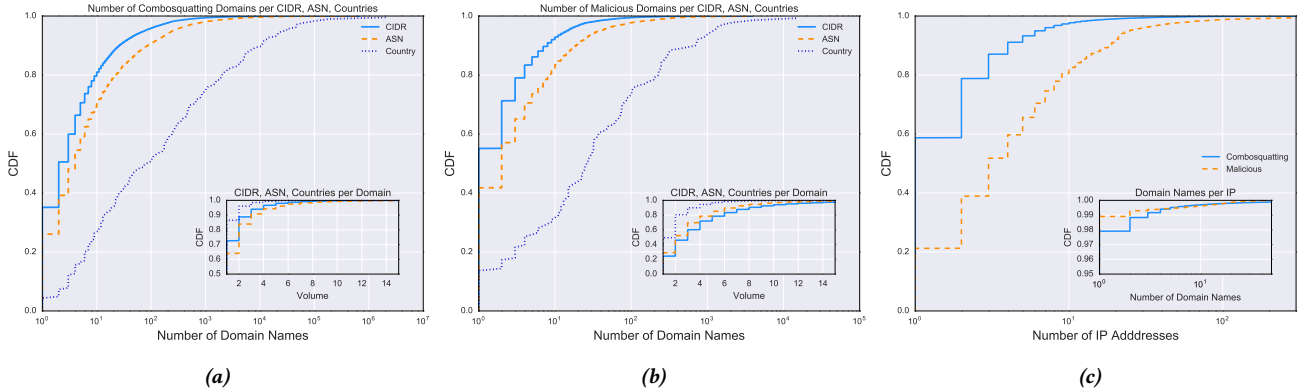 Number of Combosquatting Domains per CIDR, ASN, Countries
1.0
0.8
0.6
0.4
0.2
0.0
CDF
CIDR
ASN
Country
CIDR, ASN, Countries per Domain
1.0
0.9
0.8
0.7
0.6
0.5
CDF
2 4 6 8 10 12 14
Volume
10^0 10^1 10^2 10^3 10^4 10^5 10^6 10^7
Number of Domain Names
(a)
Number of Malicious Domains per CIDR, ASN, Countries
1.0
0.8
0.6
0.4
0.2
0.0
CDF
CIDR
ASN
Country
CIDR, ASN, Countries per Domain
1.0
0.8
0.6
0.4
0.2
0.0
CDF
2 4 6 8 10 12 14
Volume
10^0 10^1 10^2 10^3 10^4 10^5
Number of Domain Names
(b)
1.0
0.8
0.6
0.4
0.2
0.0
CDF
Combosquatting
Malicious
Domain Names per IP
1.00
0.99
0.98
0.97
0.96
0.95
CDF
10^0 10^1
Number of Domain Names
10^0 10^1 10^2
Number of IP Adddresses
(c)